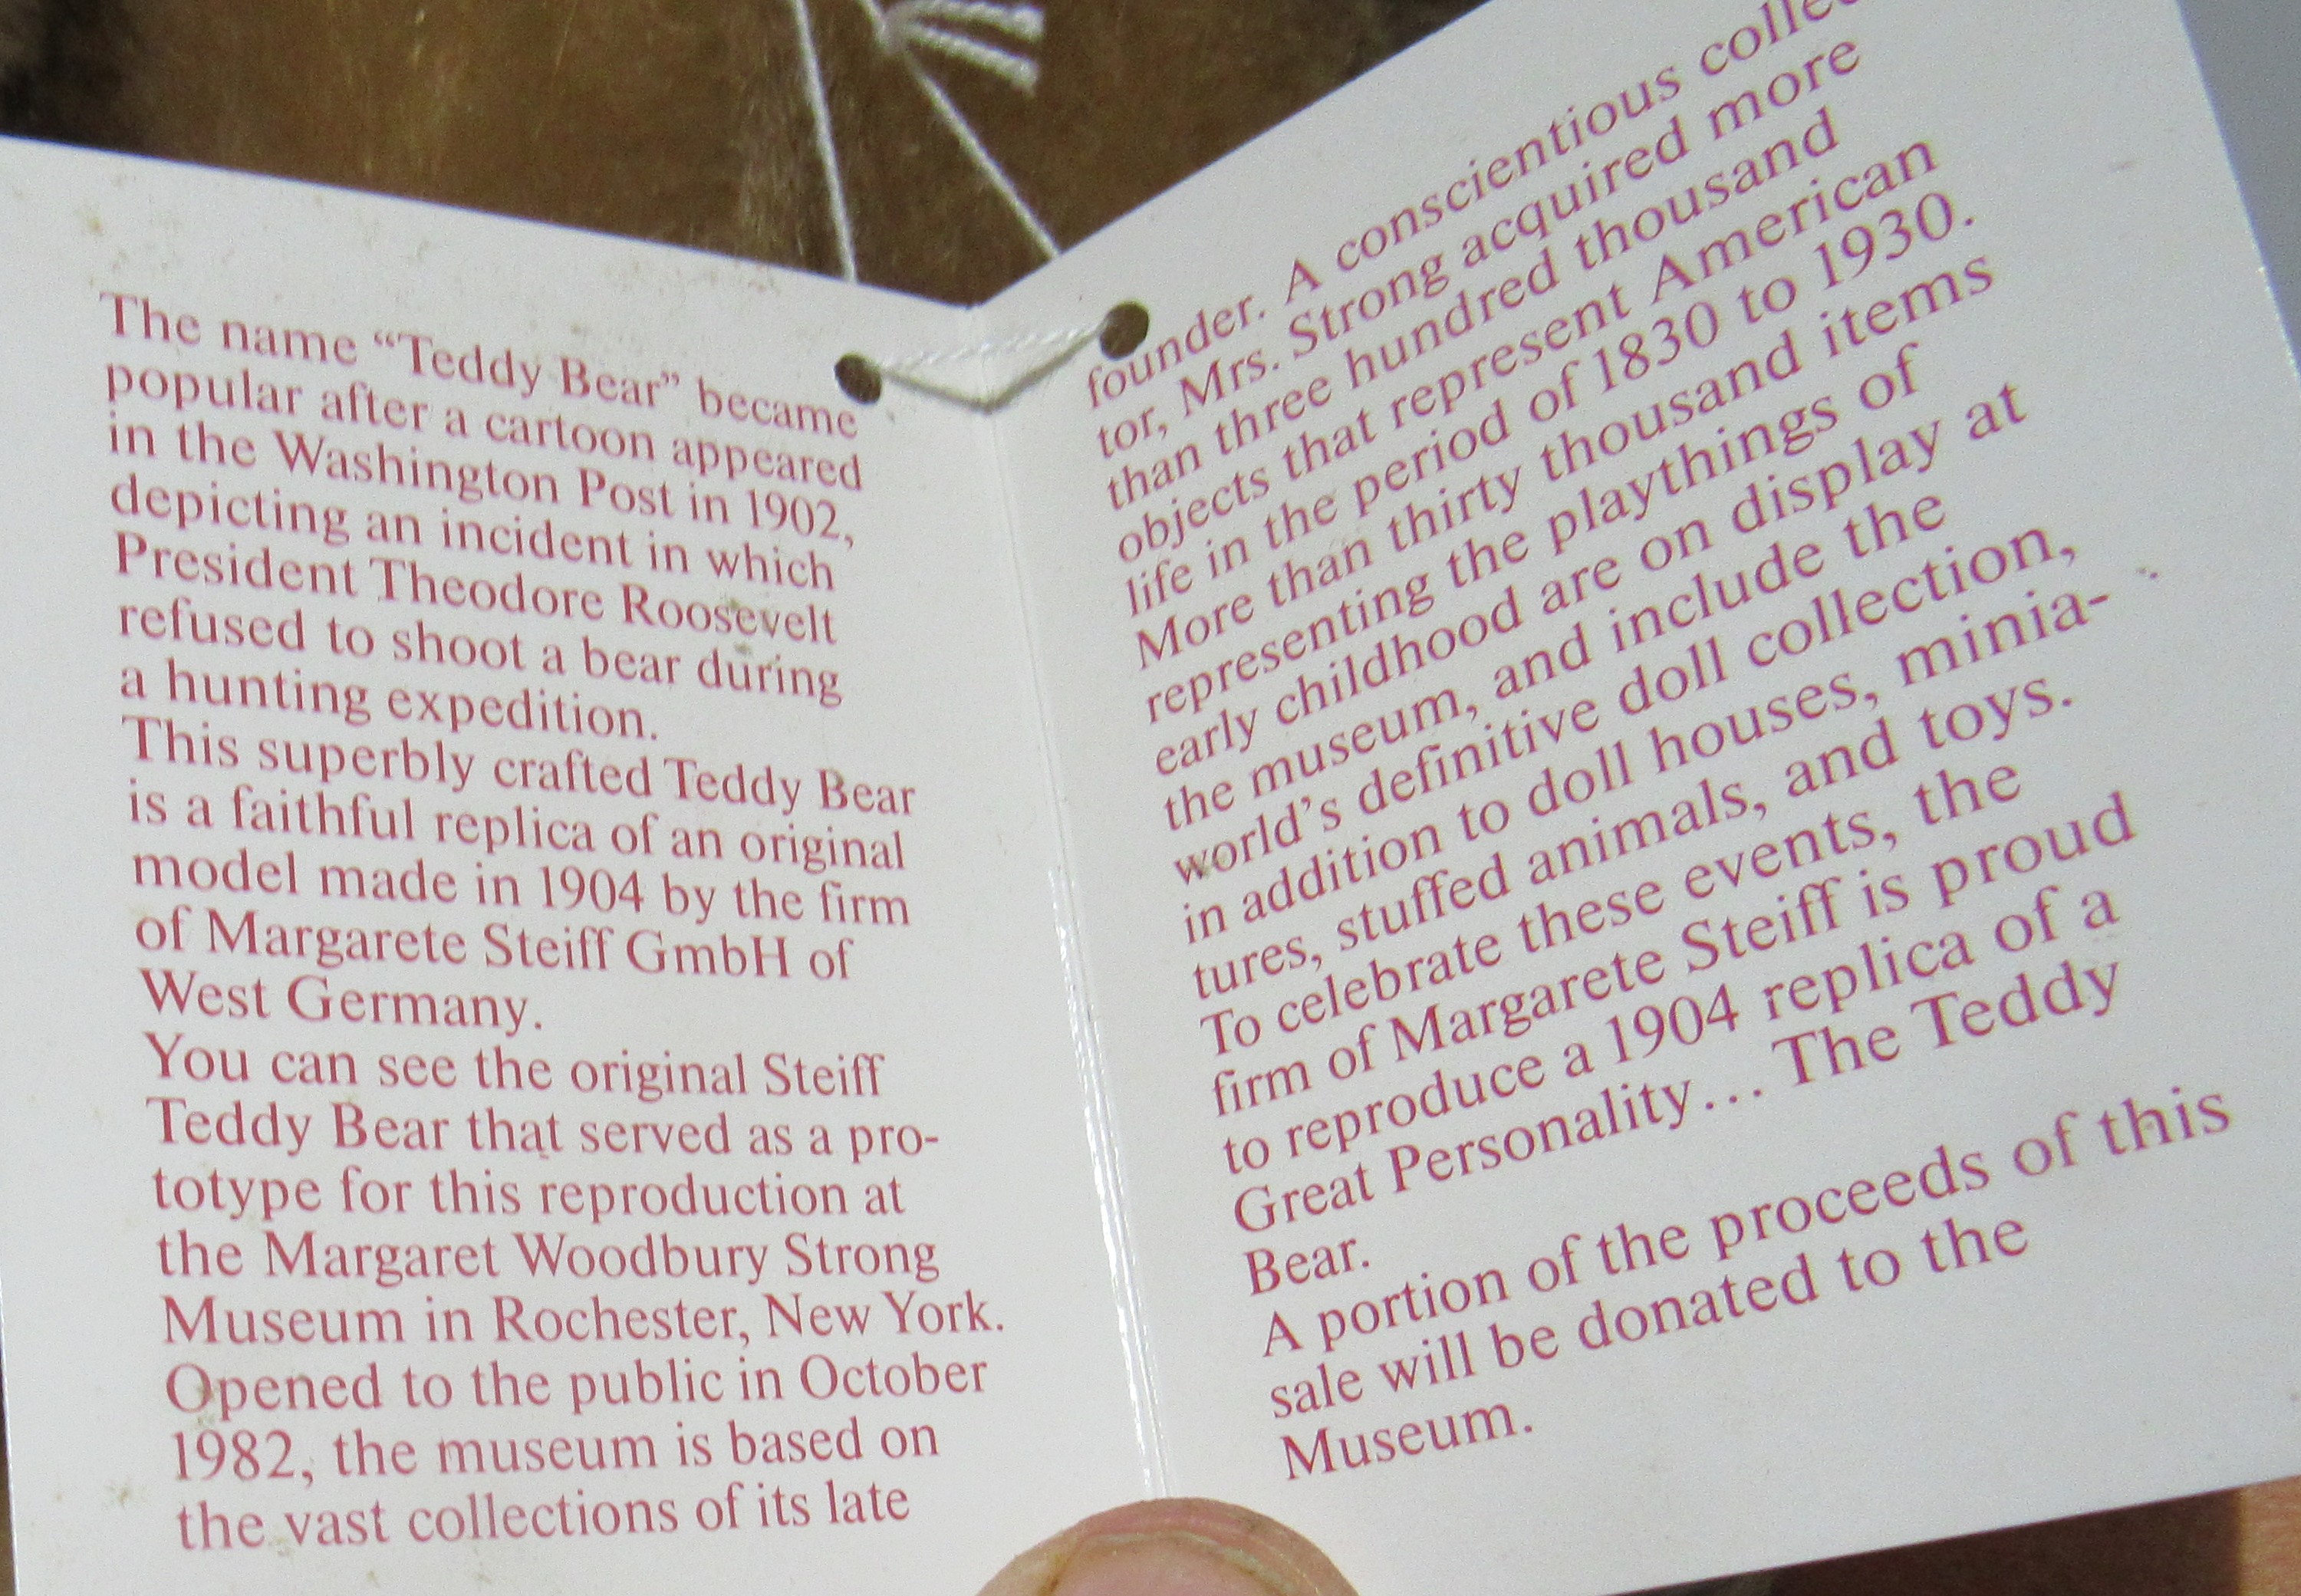 The name “Teddy Bear” became
popular after a cartoon appeared
in the Washington Post in 1902,
depicting an incident in which
President Theodore Roosevelt
refused to shoot a bear during
a hunting expedition.
This superbly crafted Teddy Bear
is a faithful replica of an original
model made in 1904 by the firm
of Margarete Steiff GmbH of
West Germany.
You can see the original Steiff
Teddy Bear that served as a pro-
totype for this reproduction at
the Margaret Woodbury Strong
Museum in Rochester, New York.
Opened to the public in October
1982, the museum is based on
the vast collections of its late
founder. A conscientious
tor, Mrs. Strong acquired more
than three hundred thousand
objects that represent American
life in the period of 1830 to 1930.
More than thirty thousand items
representing the playthings of
early childhood are on display at
the museum, and include the
world’s definitive doll collection,
in addition to doll houses, minia-
tures, stuffed animals, and toys.
To celebrate these events, the
firm of Margarete Steiff is proud
to reproduce a 1904 replica of a
Great Personality... The Teddy
Bear.
A portion of the proceeds of this
sale will be donated to the
Museum.